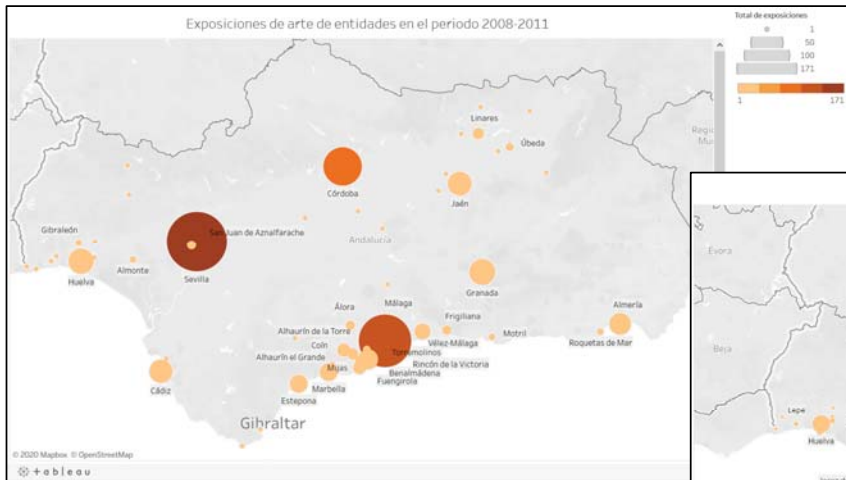 Exposiciones de arte de entidades en el periodo 2008-2011
Total de exposiciones
1
50
100
171
1 171
Linares
Úbeda
Córdoba
Jaén
San Juan de Aznalfarache
Gibraleón
Andalucía
Sevilla
Almonte
Huelva
Granada
Málaga
Álora
Frigiliana
Almería
Alhaurín de la Torre
Motril
Vélez-Málaga
Roquetas de Mar
Coín
Torremolinos
Alhaurín el Grande
Rincón de la Victoria
Mijas
Benalmádena
Fuengirola
Cádiz
Marbella
Estepona
Gibraltar
© 2020 Mapbox © OpenStreetMap
+ableau
Évora
Beja
Lepe
Huelva